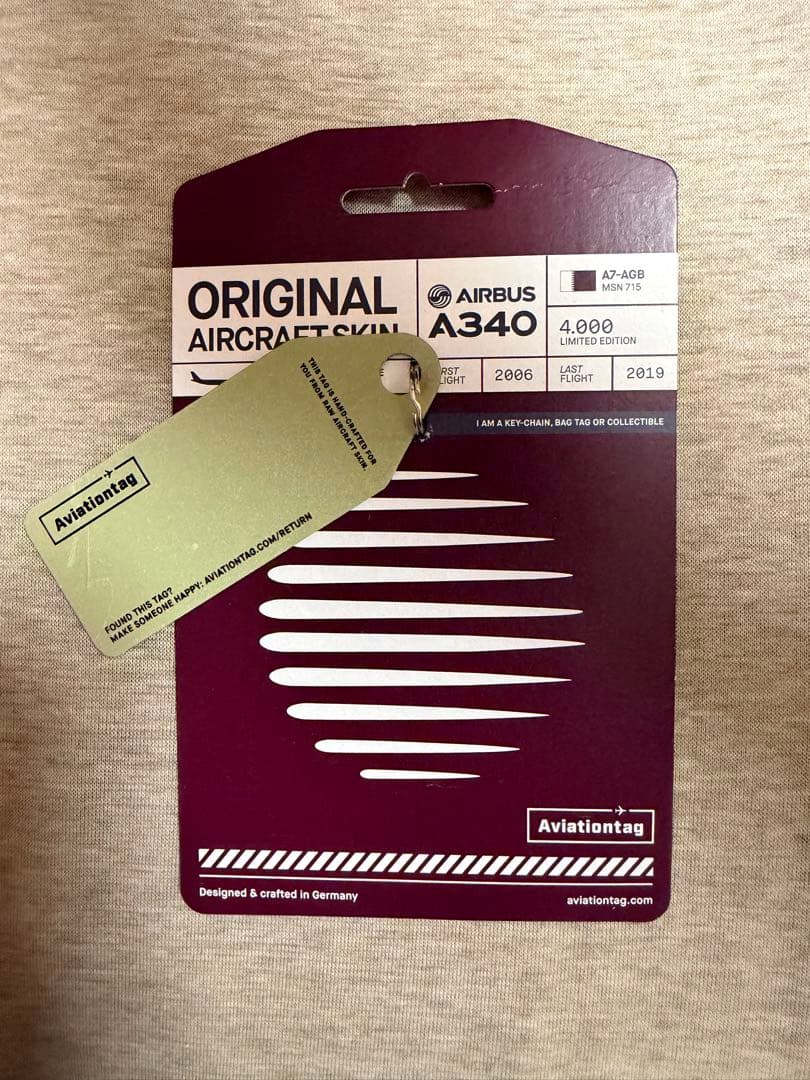 ORIGINAL
AIRCRAFT SKIN
AIRBUS
A340
A7-AGB
MSN 715
4.000
LIMITED EDITION
FLIGHT
2006
LAST
FLIGHT
2019
I AM A KEY-CHAIN, BAG TAG OR COLLECTIBLE
THIS TAG IS HAND-CRAFTED FOR
YOU FROM RAW AIRCRAFT SKIN.
Aviationtag
FOUND THIS TAG?
MAKE SOMEONE HAPPY: AVIATIONTAG.COM/RETURN
Aviationtag
Designed & crafted in Germany
aviationtag.com